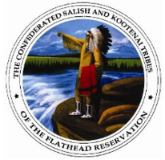 THE CONFEDERATED SALISH AND KOOTENAI TRIBES
OF THE FLATHEAD RESERVATION